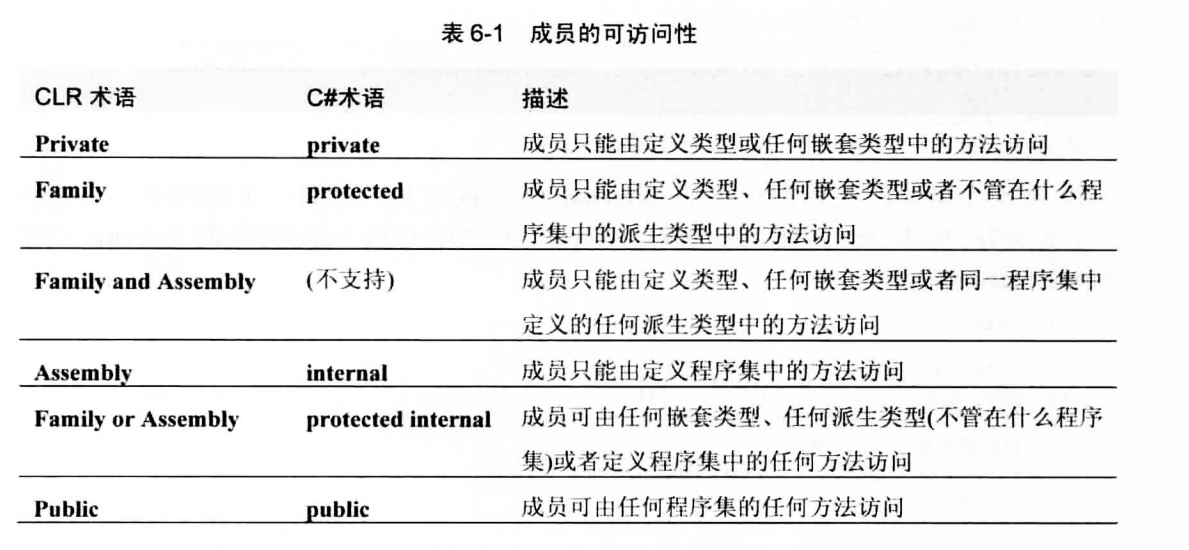 表 6-1 成员的可访问性
CLR 术语 C#术语 描述
Private private 成员只能由定义类型或任何嵌套类型中的方法访问
Family protected 成员只能由定义类型、任何嵌套类型或者不管在什么程
序集中的派生类型中的方法访问
Family and Assembly (不支持) 成员只能由定义类型、任何嵌套类型或者同一程序集中
定义的任何派生类型中的方法访问
Assembly internal 成员只能由定义程序集中的方法访问
Family or Assembly protected internal 成员可由任何嵌套类型、任何派生类型(不管在什么程序
集)或者定义程序集中的任何方法访问
Public public 成员可由任何程序集的任何方法访问